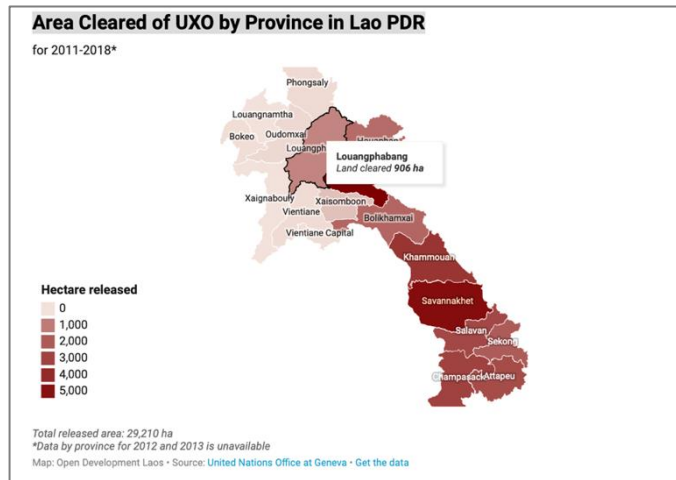 Area Cleared of UXO by Province in Lao PDR
for 2011-2018*
Phongsaly
Louangnamtha
Oudomxai
Bokeo
Louangphabang
Land cleared 906 ha
Xaignabouly
Xaisomboon
Vientiane
Bolikhamxai
Vientiane Capital
Khammouan
Hectare released
0
1,000
2,000
3,000
4,000
5,000
Savannakhet
Salavan
Sekong
Champasack
Attapeu
Total released area: 29,210 ha
*Data by province for 2012 and 2013 is unavailable
Map: Open Development Laos • Source: United Nations Office at Geneva • Get the data